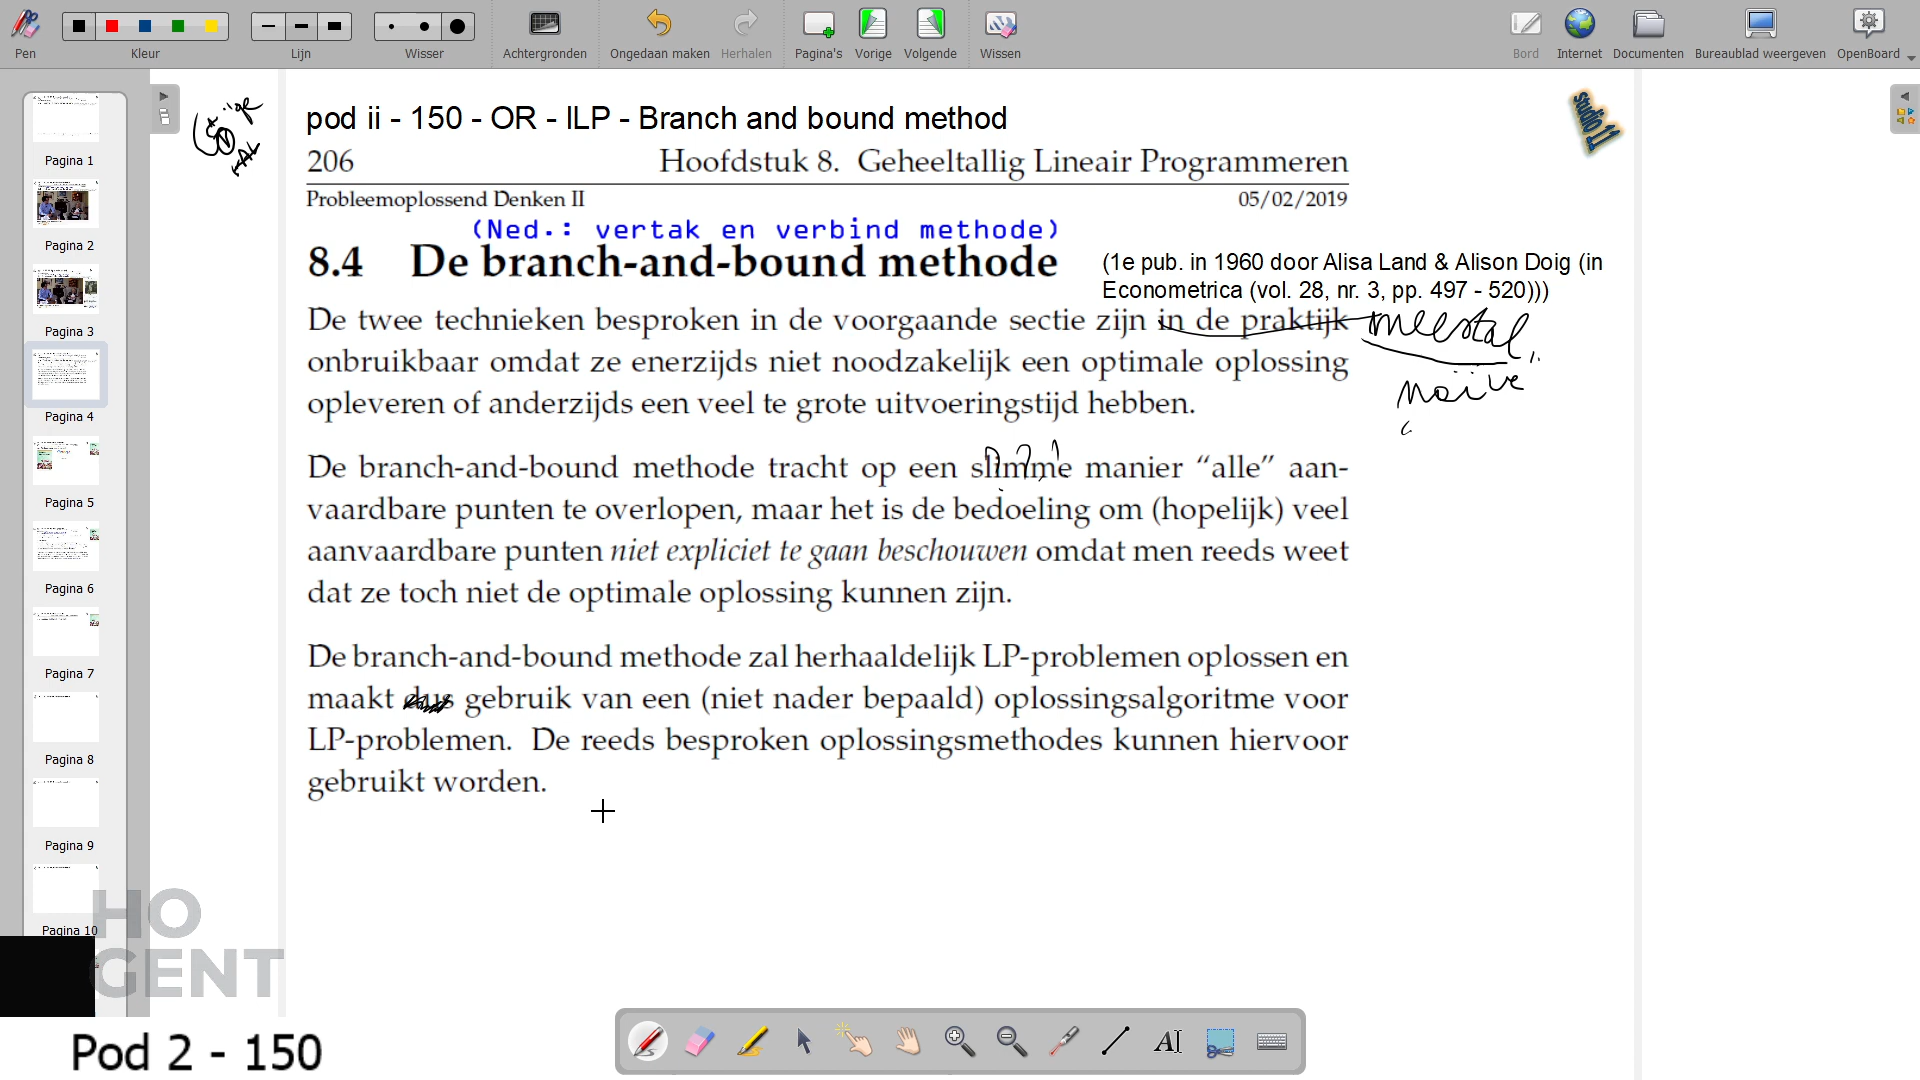 Pen
Kleur
Lijn
Wisser
Achtergronden
Ongedaan maken
Herhalen
Pagina's
Vorige
Volgende
Wissen
Bord
Internet
Documenten
Bureaublad weergeven
OpenBoard
Pagina 1
Pagina 2
Pagina 3
Pagina 4
Pagina 5
Pagina 6
Pagina 7
Pagina 8
Pagina 9
Pagina 10
studio 11
pod ii - 150 - OR - ILP - Branch and bound method
206 Hoofdstuk 8. Geheeltallig Lineair Programmeren
Probleemoplossend Denken II 05/02/2019
(Ned.: vertak en verbind methode)
8.4 De branch-and-bound methode
(1e pub. in 1960 door Alisa Land & Alison Doig (in
Econometrica (vol. 28, nr. 3, pp. 497 - 520)))
De twee technieken besproken in de voorgaande sectie zijn in de praktijk meestal
onbruikbaar omdat ze enerzijds niet noodzakelijk een optimale oplossing naïve
opleveren of anderzijds een veel te grote uitvoeringstijd hebben.
De branch-and-bound methode tracht op een slimme manier “alle” aan-
vaardbare punten te overlopen, maar het is de bedoeling om (hopelijk) veel
aanvaardbare punten niet expliciet te gaan beschouwen omdat men reeds weet
dat ze toch niet de optimale oplossing kunnen zijn.
De branch-and-bound methode zal herhaaldelijk LP-problemen oplossen en
maakt dus gebruik van een (niet nader bepaald) oplossingsalgoritme voor
LP-problemen. De reeds besproken oplossingsmethodes kunnen hiervoor
gebruikt worden.
HO
GENT
Pod 2 - 150